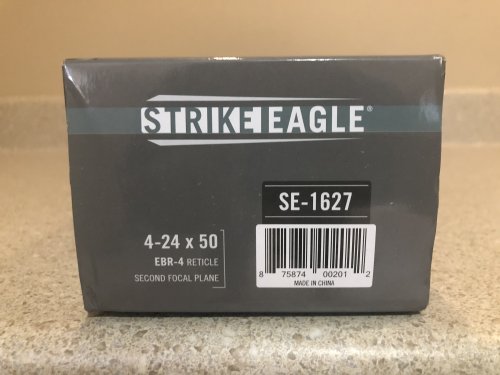 STRIKE EAGLE®
SE-1627
4-24 x 50
EBR-4 RETICLE
SECOND FOCAL PLANE
8 75874 00201 2
MADE IN CHINA